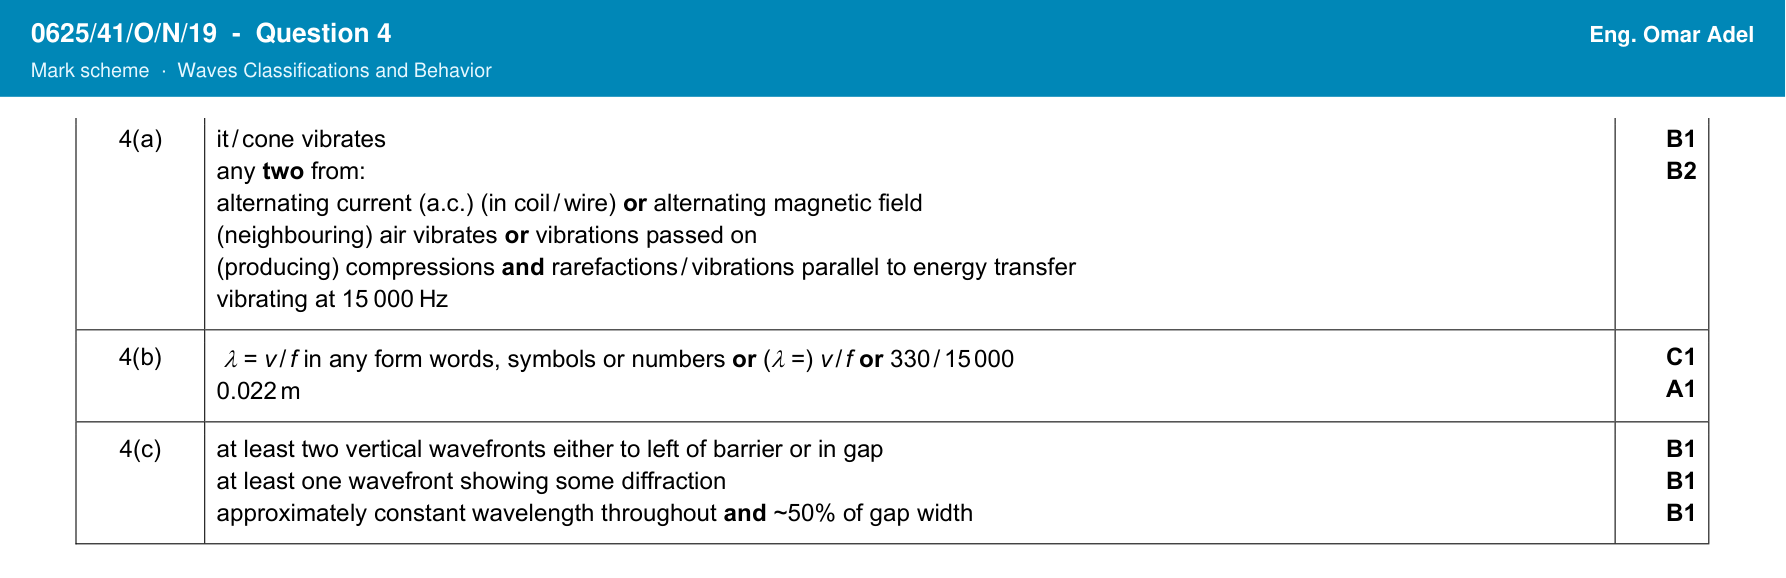 0625/41/O/N/19 - Question 4
Eng. Omar Adel
Mark scheme · Waves Classifications and Behavior
4(a) it/cone vibrates B1
any two from: B2
alternating current (a.c.) (in coil/wire) or alternating magnetic field
(neighbouring) air vibrates or vibrations passed on
(producing) compressions and rarefactions/vibrations parallel to energy transfer
vibrating at 15 000 Hz
4(b) λ = v/f in any form words, symbols or numbers or (λ =) v/f or 330/15 000 C1
0.022 m A1
4(c) at least two vertical wavefronts either to left of barrier or in gap B1
at least one wavefront showing some diffraction B1
approximately constant wavelength throughout and ~50% of gap width B1